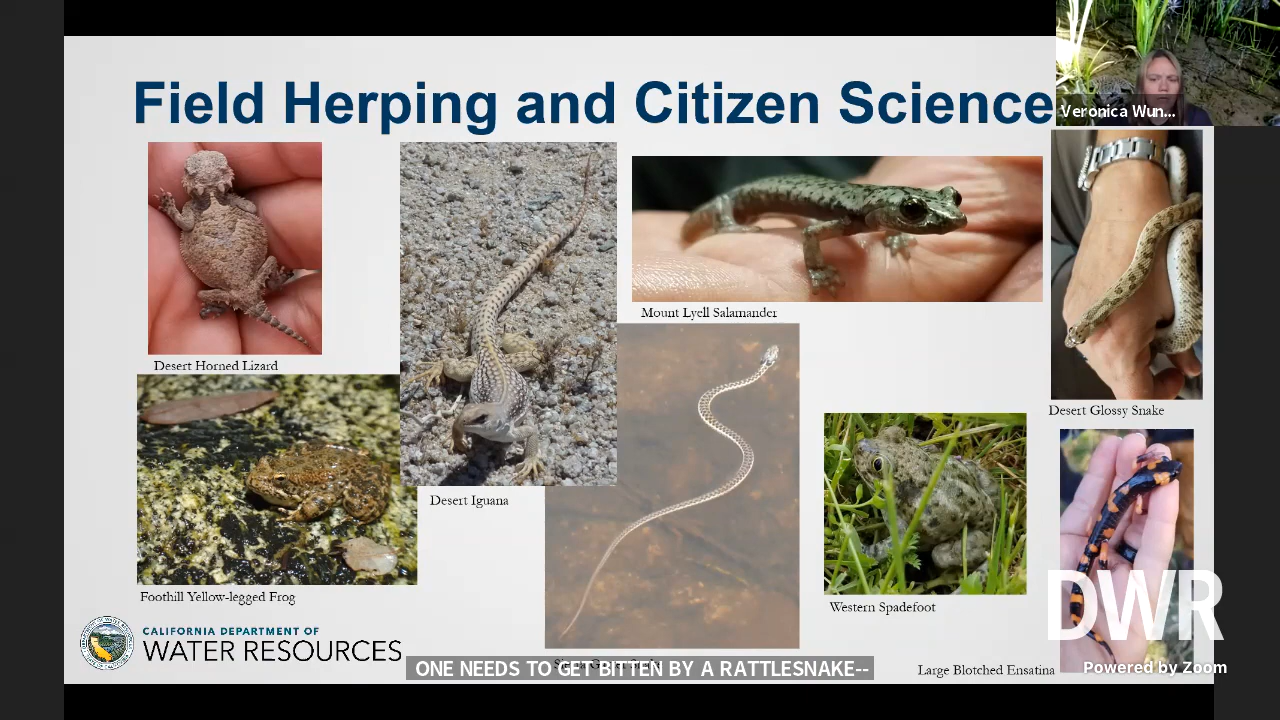 Field Herping and Citizen Science
Veronica Wun...
Mount Lyell Salamander
Desert Horned Lizard
Desert Glossy Snake
Desert Iguana
Foothill Yellow-legged Frog
Western Spadefoot
CALIFORNIA DEPARTMENT OF
WATER RESOURCES
ONE NEEDS TO GET BITTEN BY A RATTLESNAKE--
Large Blotched Ensatina
DWR
Powered by Zoom